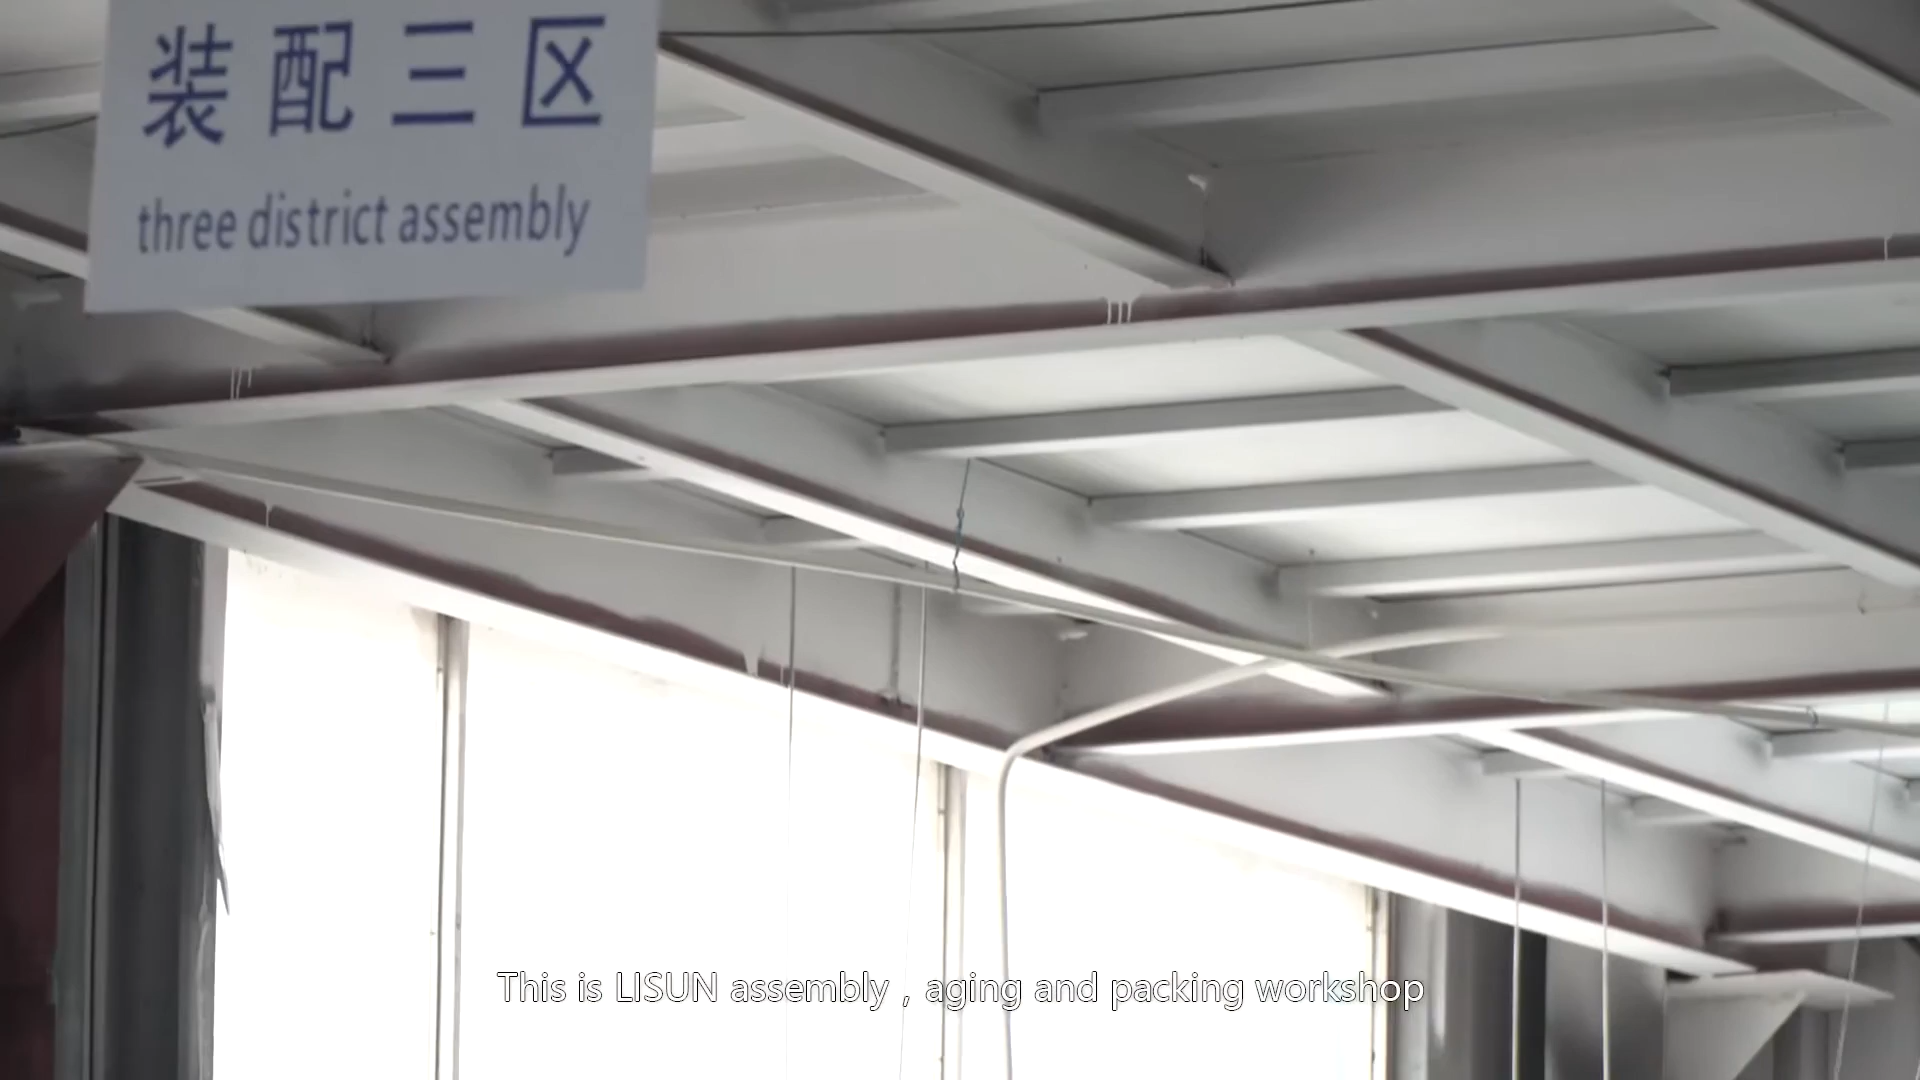 装配三区
three district assembly
This is LISUN assembly , aging and packing workshop